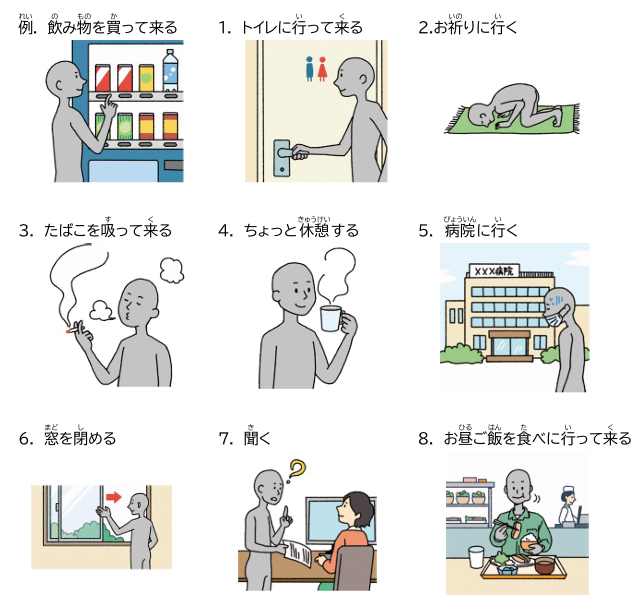 例. 飲み物を買って来る
1. トイレに行って来る
2.お祈りに行く
3. たばこを吸って来る
4. ちょっと休憩する
5. 病院に行く
XXX病院
6. 窓を閉める
7. 聞く
8. お昼ご飯を食べに行って来る